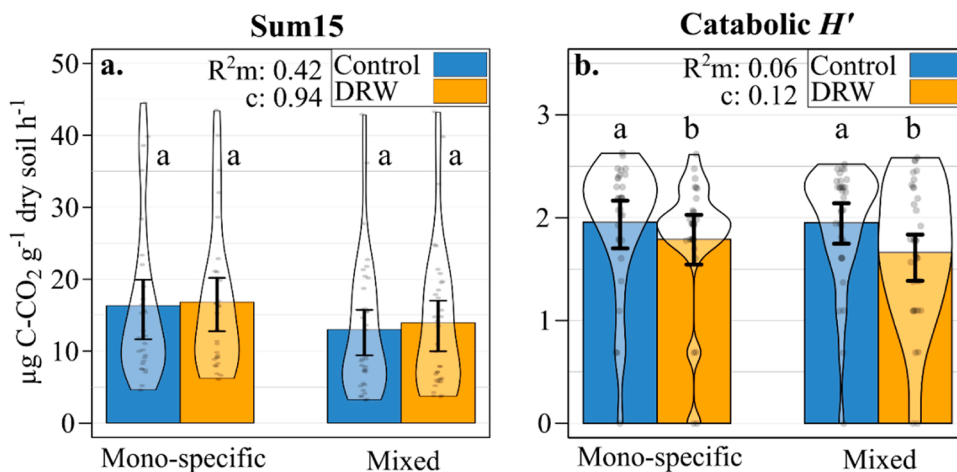 Sum15
Catabolic H′
a.
R²m: 0.42
c: 0.94
Control
DRW
a
a
a
a
50
40
30
20
10
0
µg C-CO₂ g⁻¹ dry soil h⁻¹
Mono-specific
Mixed
b.
R²m: 0.06
c: 0.12
Control
DRW
a
b
a
b
3
2
1
0
Mono-specific
Mixed